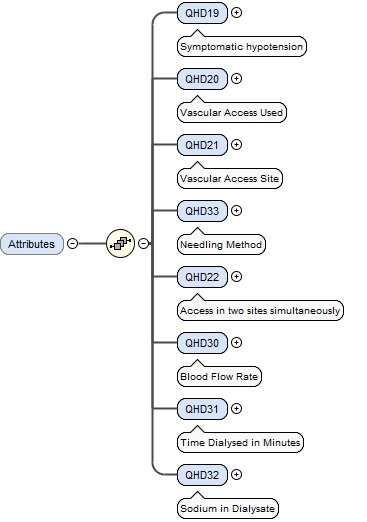 QHD19
Symptomatic hypotension
QHD20
Vascular Access Used
QHD21
Vascular Access Site
QHD33
Attributes
Needling Method
QHD22
Access in two sites simultaneously
QHD30
Blood Flow Rate
QHD31
Time Dialysed in Minutes
QHD32
Sodium in Dialysate